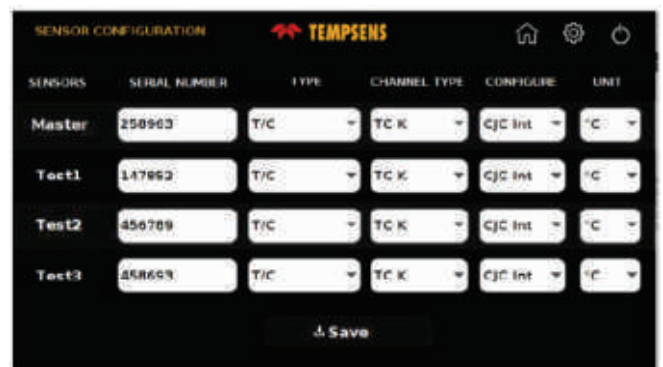 SENSOR CONFIGURATION TEMPSENS
SENSORS SERIAL NUMBER TYPE CHANNEL TYPE CONFIGURE UNIT
Master 258963 T/C TC K CJC Int °C
Test1 T/C TC K CJC Int °C
Test2 456789 T/C TC K CJC Int °C
Test3 458693 T/C TC K CJC Int °C
Save